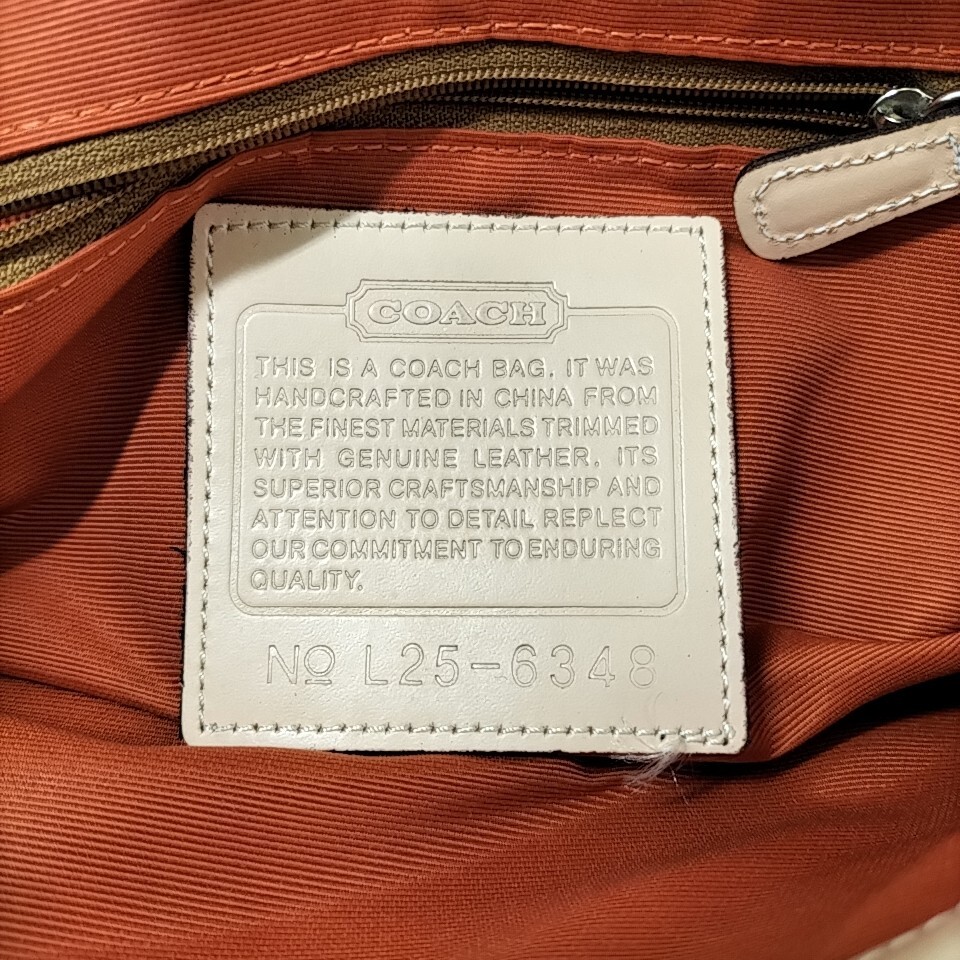 COACH
THIS IS A COACH BAG. IT WAS
HANDCRAFTED IN CHINA FROM
THE FINEST MATERIALS TRIMMED
WITH GENUINE LEATHER. ITS
SUPERIOR CRAFTSMANSHIP AND
ATTENTION TO DETAIL REPLECT
OUR COMMITMENT TO ENDURING
QUALITY.
No L25-6348